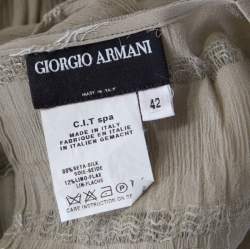 GIORGIO ARMANI
MADE IN ITALY
42
C.I.T spa
MADE IN ITALY
FABRIQUE EN ITALIE
IN ITALIEN GEMACHT
88%SETA-SILK
SOIE-SEIDE
12%LINO-FLAX
LIN-FLACHS
CARE INSTRUCTION ON